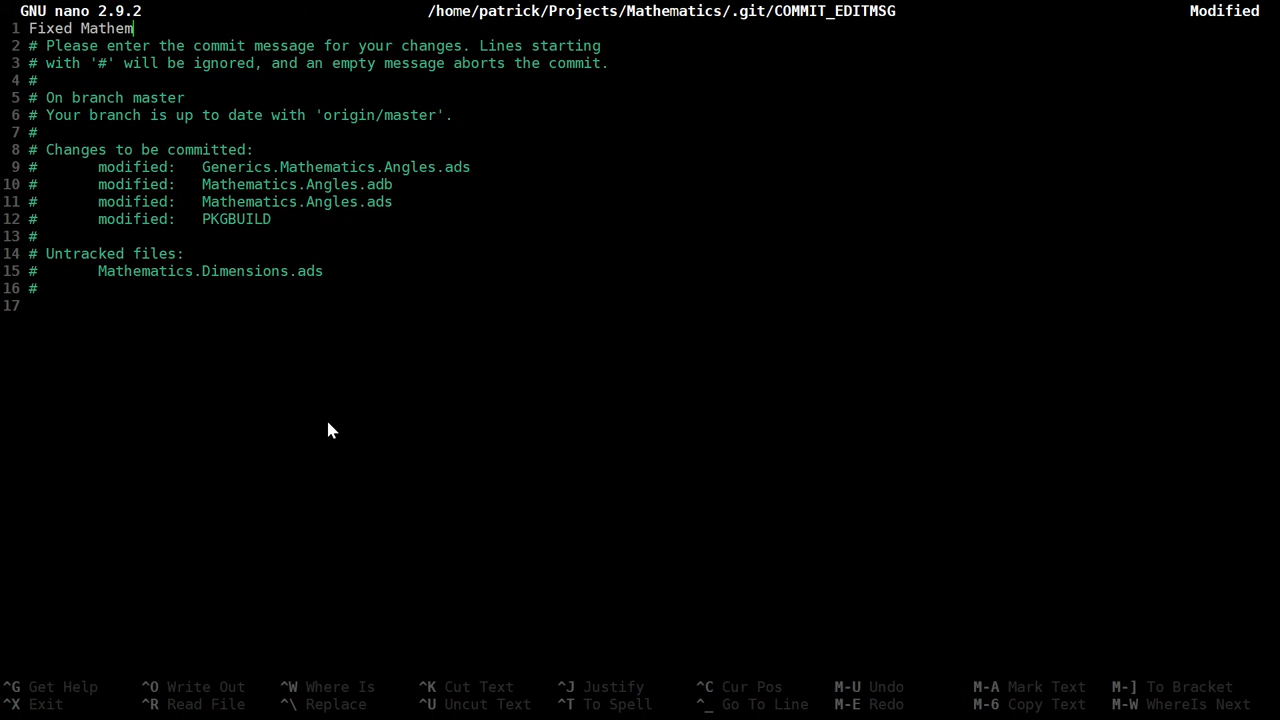 GNU nano 2.9.2 /home/patrick/Projects/Mathematics/.git/COMMIT_EDITMSG Modified
1 Fixed Mathem
2 # Please enter the commit message for your changes. Lines starting
3 # with '#' will be ignored, and an empty message aborts the commit.
4 #
5 # On branch master
6 # Your branch is up to date with 'origin/master'.
7 #
8 # Changes to be committed:
9 #       modified:   Generics.Mathematics.Angles.ads
10 #       modified:   Mathematics.Angles.adb
11 #       modified:   Mathematics.Angles.ads
12 #       modified:   PKGBUILD
13 #
14 # Untracked files:
15 #       Mathematics.Dimensions.ads
16 #
17
^G Get Help ^O Write Out ^W Where Is ^K Cut Text ^J Justify ^C Cur Pos M-U Undo M-A Mark Text M-] To Bracket
^X Exit ^R Read File ^\ Replace ^U Uncut Text ^T To Spell ^_ Go To Line M-E Redo M-6 Copy Text M-W WhereIs Next